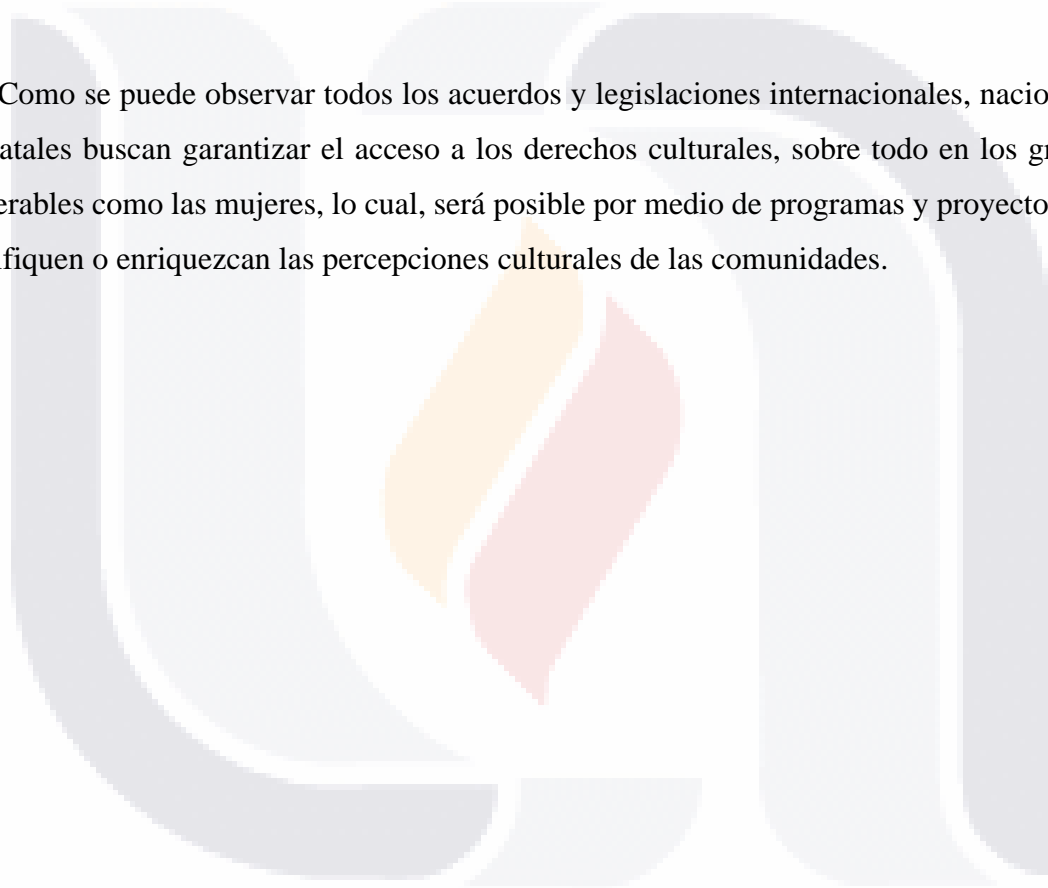 Como se puede observar todos los acuerdos y legislaciones internacionales, nacio
atales buscan garantizar el acceso a los derechos culturales, sobre todo en los gr
erables como las mujeres, lo cual, será posible por medio de programas y proyecto
ifiquen o enriquezcan las percepciones culturales de las comunidades.